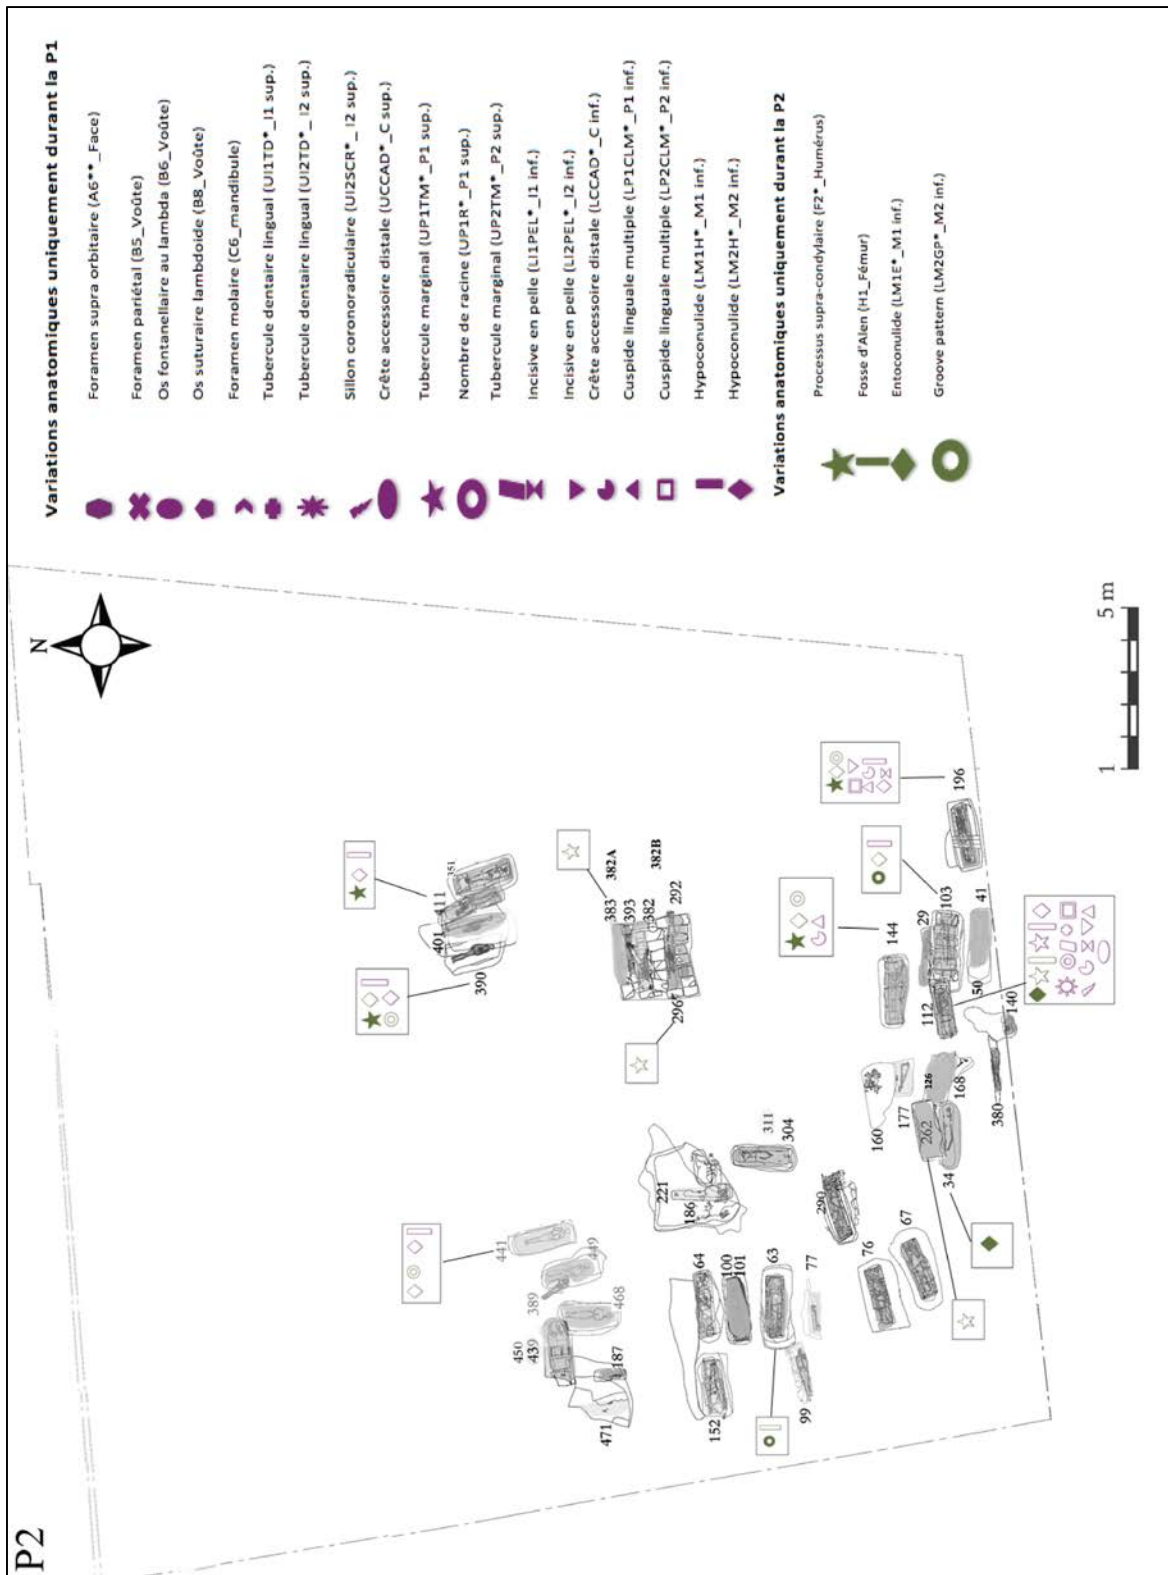 P2
N
Variations anatomiques uniquement durant la P1
Foramen supra orbitaire (A6**_Face)
Foramen pariétal (B5_Voûte)
Os fontanellaire au lambda (B6_Voûte)
Os suturaire lambdoide (B8_Voûte)
Foramen molaire (C6_mandibule)
Tubercule dentaire lingual (UI1TD*_I1 sup.)
Tubercule dentaire lingual (UI2TD*_ I2 sup.)
Sillon coronoradiculaire (UI2SCR*_ I2 sup.)
Crête accessoire distale (UCCAD*_C sup.)
Tubercule marginal (UP1TM*_P1 sup.)
Nombre de racine (UP1R*_P1 sup.)
Tubercule marginal (UP2TM*_P2 sup.)
Incisive en pelle (LI1PEL*_I1 inf.)
Incisive en pelle (LI2PEL*_I2 inf.)
Crête accessoire distale (LCCAD*_C inf.)
Cuspide linguale multiple (LP1CLM*_P1 inf.)
Cuspide linguale multiple (LP2CLM*_P2 inf.)
Hypoconulide (LM1H*_M1 inf.)
Hypoconulide (LM2H*_M2 inf.)
Variations anatomiques uniquement durant la P2
Processus supra-condylaire (F2*_Humérus)
Fosse d'Alen (H1_Fémur)
Entoconulide (LM1E*_M1 inf.)
Groove pattern (LM2GP*_M2 inf.)
351
411
401
390
382A
383
382B
393
382
292
296
441
449
389
468
450
439
187
471
221
186
311
304
64
100
101
152
63
77
99
290
76
67
144
29
103
41
196
112
50
140
160
177
126
168
262
34
380
1
5 m